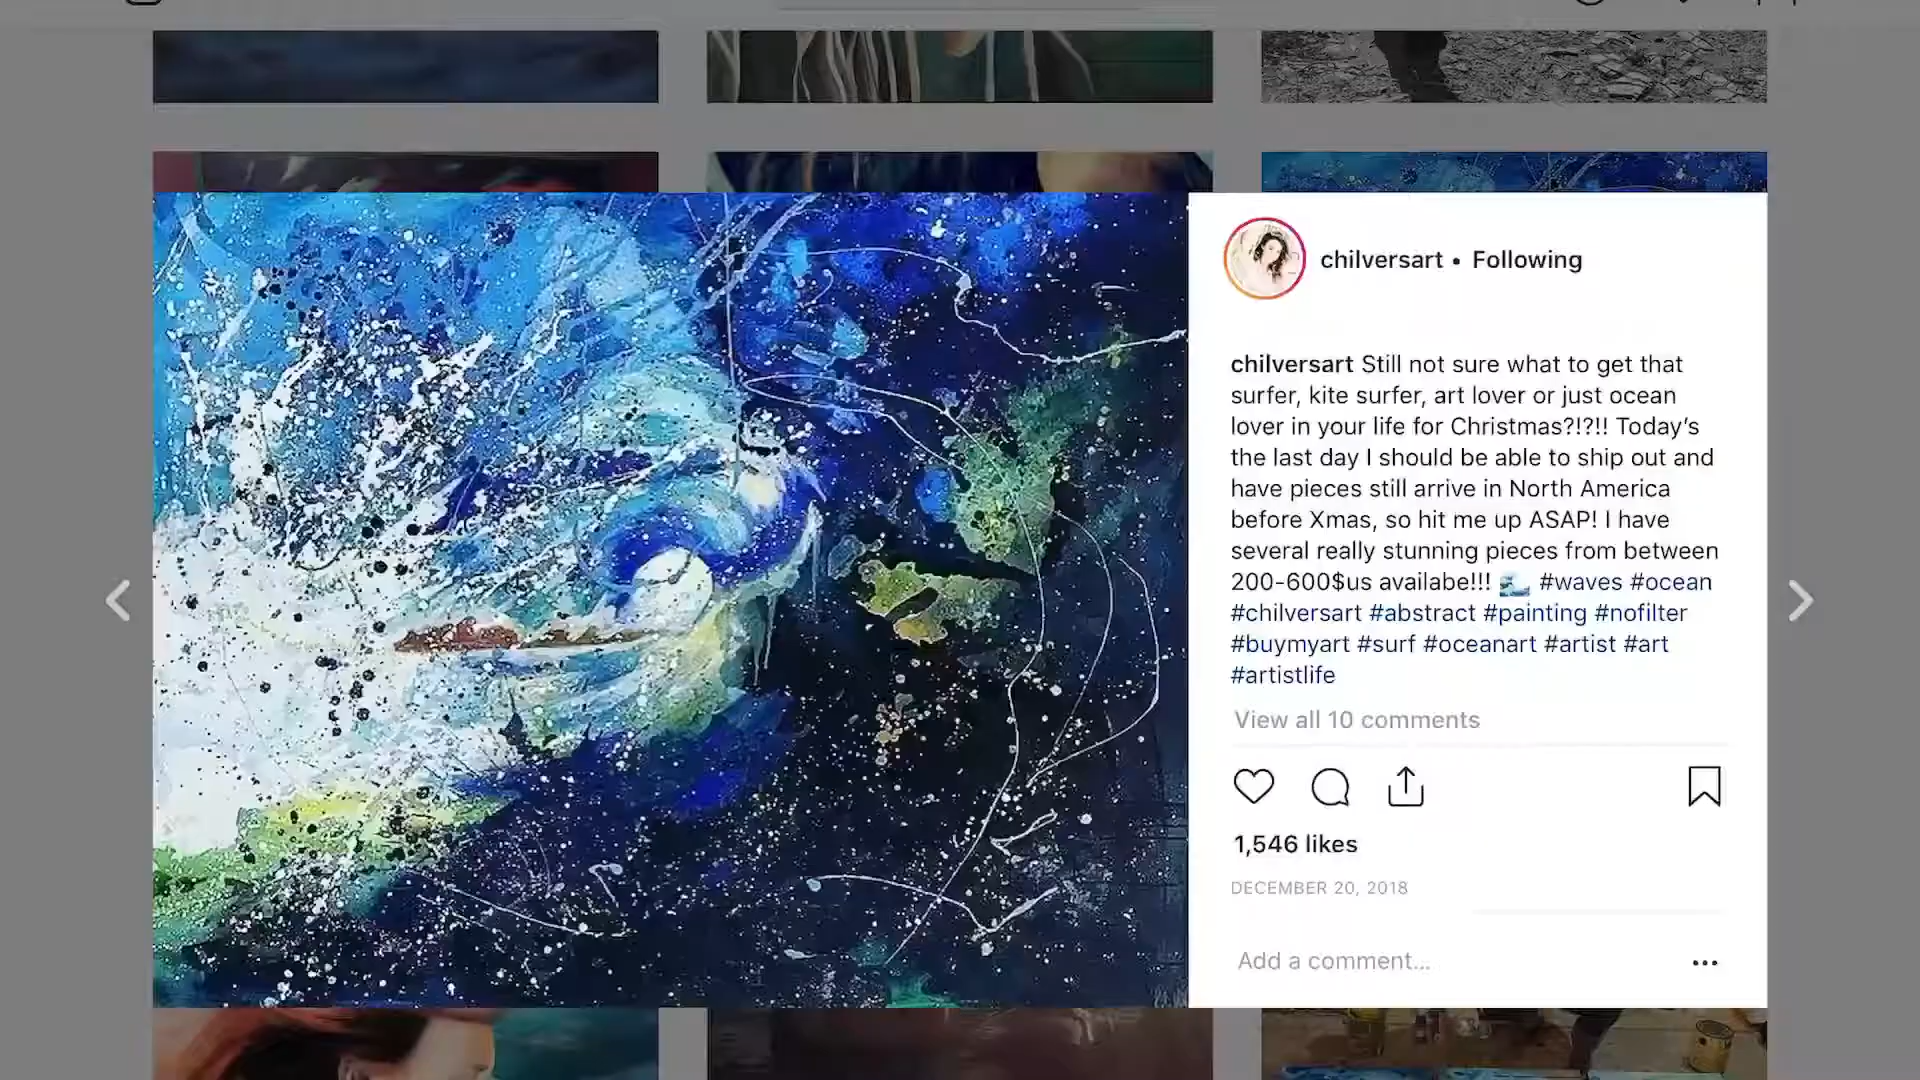 chilversart • Following
chilversart Still not sure what to get that
surfer, kite surfer, art lover or just ocean
lover in your life for Christmas?!?!! Today’s
the last day I should be able to ship out and
have pieces still arrive in North America
before Xmas, so hit me up ASAP! I have
several really stunning pieces from between
200-600$us availabe!!! 🌊 #waves #ocean
#chilversart #abstract #painting #nofilter
#buymyart #surf #oceanart #artist #art
#artistlife
View all 10 comments
1,546 likes
DECEMBER 20, 2018
Add a comment...